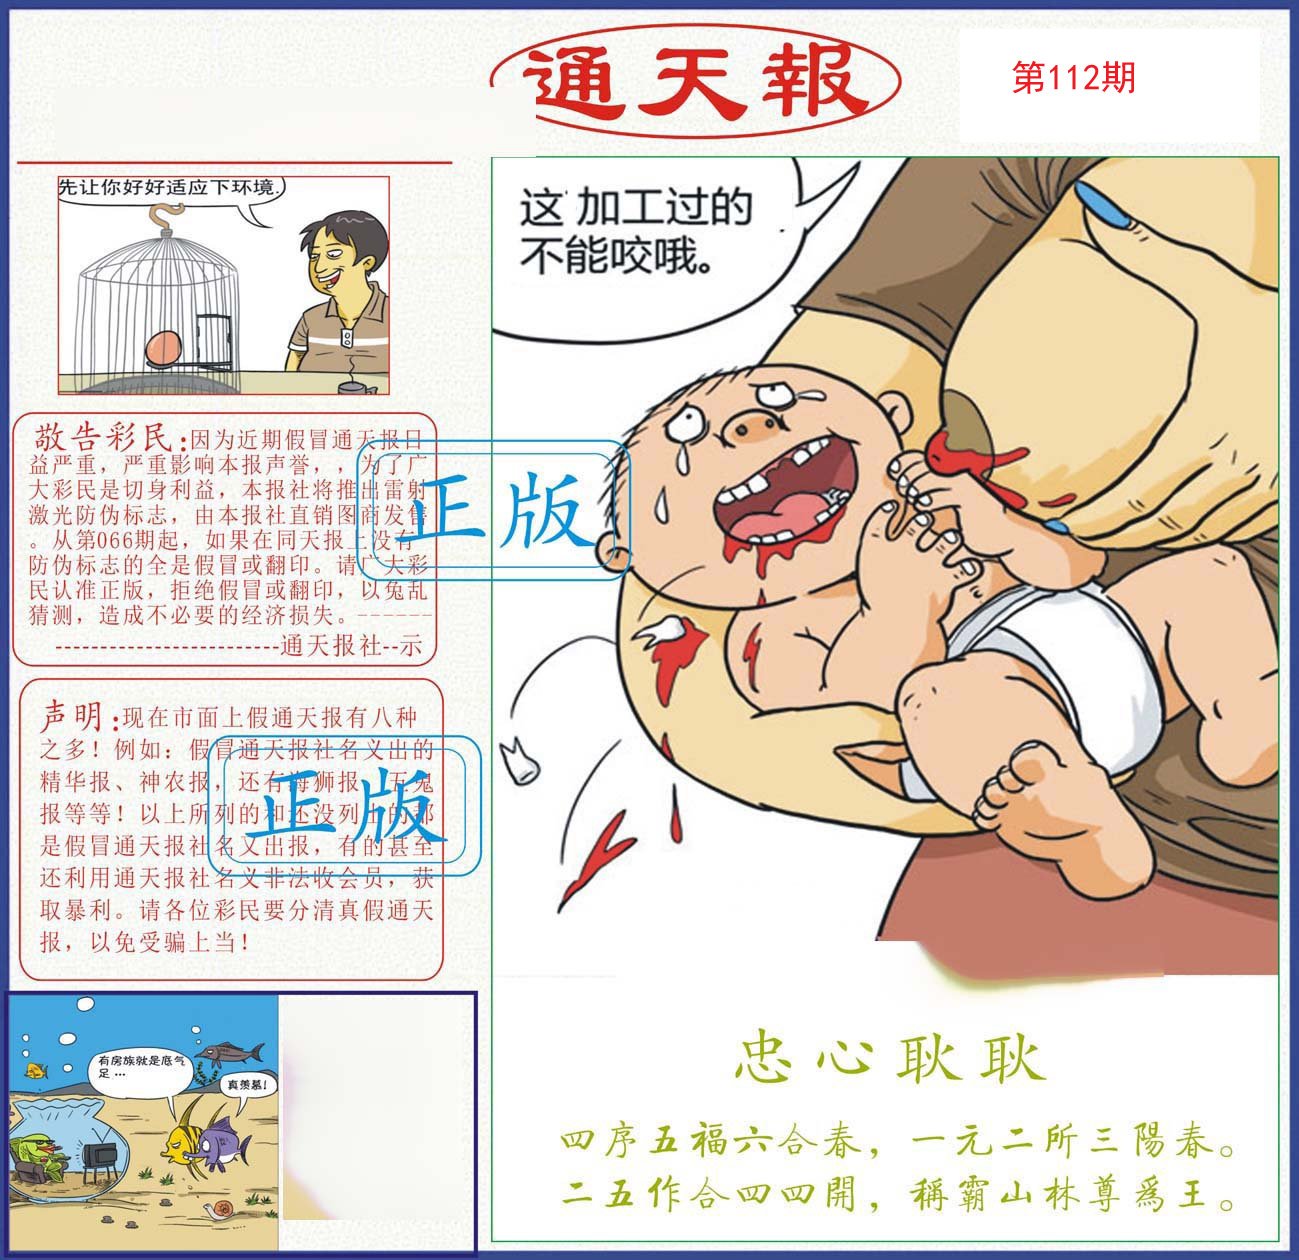 通天報
第112期
先让你好好适应下环境.
这 加工过的
不能咬哦。
敬告彩民:因为近期假冒通天报日
益严重，严重影响本报声誉，，为了广
大彩民是切身利益，本报社将推出雷射
激光防伪标志，由本报社直销图商发售
。从第066期起，如果在同天报上没有
防伪标志的全是假冒或翻印。请广大彩
民认准正版，拒绝假冒或翻印，以兔乱
猜测，造成不必要的经济损失。------
-------------------------通天报社--示
正版
声明:现在市面上假通天报有八种
之多！例如：假冒通天报社名义出的
精华报、神农报，还有海狮报、五鬼
报等等！以上所列的和还没列上的都
是假冒通天报社名义出报，有的甚至
还利用通天报社名义非法收会员，获
取暴利。请各位彩民要分清真假通天
报，以免受骗上当！
正版
有房族就是底气
足 …
真羡慕！
忠心耿耿
四序五福六合春，一元二所三陽春。
二五作合四四開，稱霸山林尊爲王。